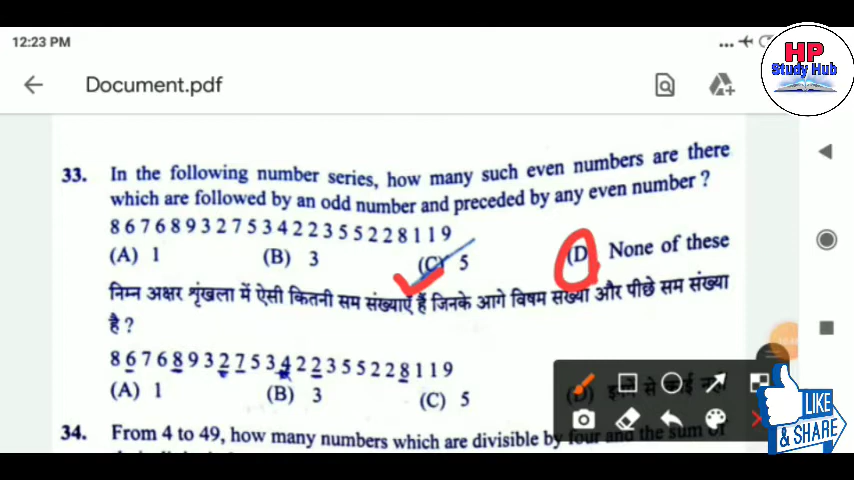 12:23 PM
HP
Study Hub
Document.pdf
33. In the following number series, how many such even numbers are there
which are followed by an odd number and preceded by any even number ?
8 6 7 6 8 9 3 2 7 5 3 4 2 2 3 5 5 2 2 8 1 1 9
(A) 1 (B) 3 (C) 5 (D) None of these
निम्न अक्षर शृंखला में ऐसी कितनी सम संख्याएँ हैं जिनके आगे विषम संख्या और पीछे सम संख्या
है ?
8 6 7 6 8 9 3 2 7 5 3 4 2 2 3 5 5 2 2 8 1 1 9
(A) 1 (B) 3 (C) 5 (D) इनमें से कोई नहीं
34. From 4 to 49, how many numbers which are divisible by four and the sum of
LIKE
& SHARE